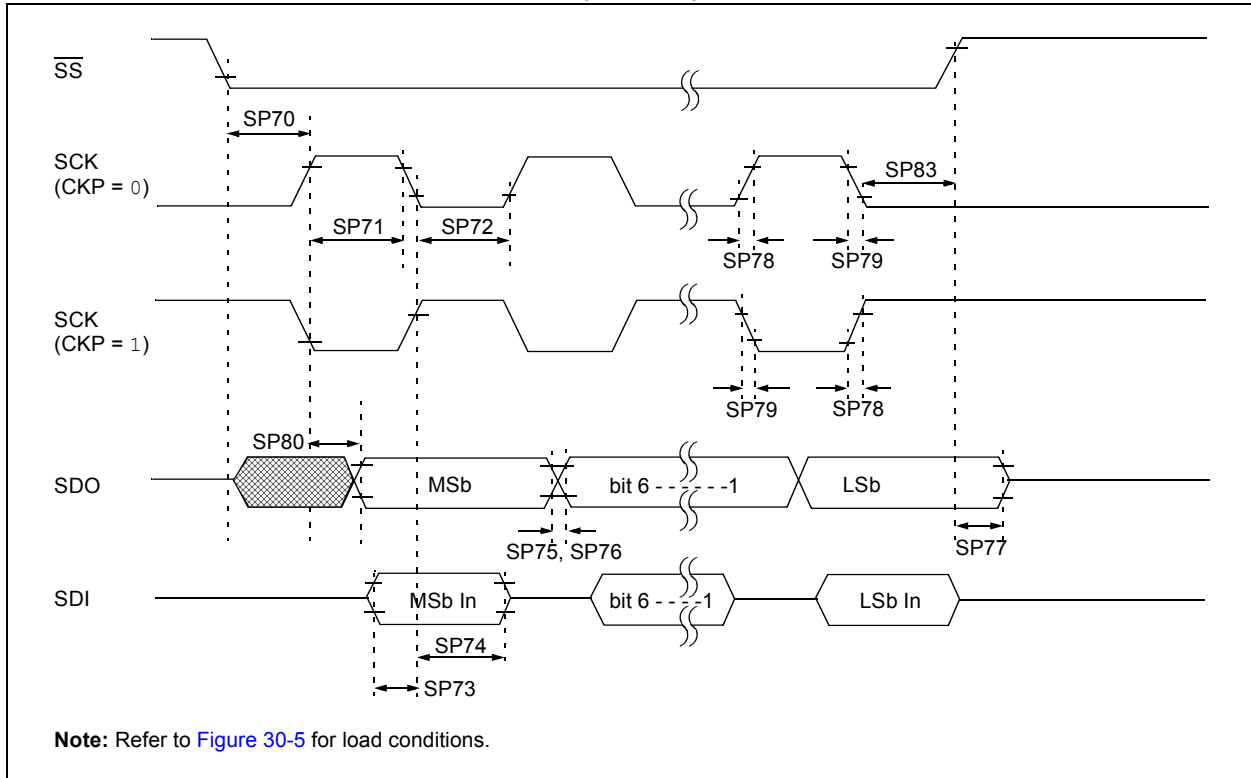 SS
SP70
SCK
(CKP = 0)
SP83
SP71
SP72
SP78
SP79
SCK
(CKP = 1)
SP79
SP78
SP80
SDO
MSb
bit 6 - - - - - -1
LSb
SP75, SP76
SP77
SDI
MSb In
bit 6 - - - -1
LSb In
SP74
SP73
Note: Refer to Figure 30-5 for load conditions.